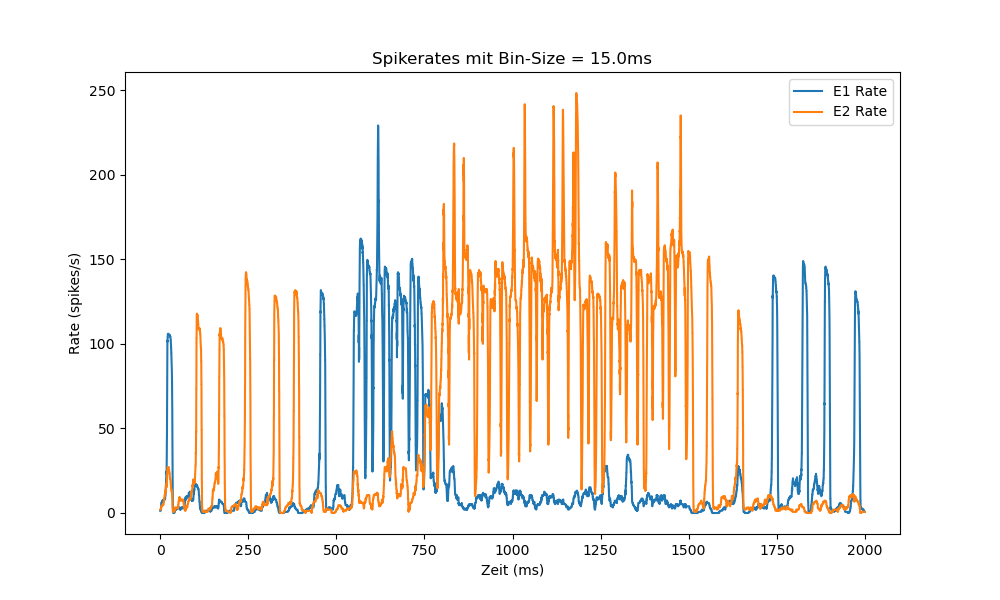 Spikerates mit Bin-Size = 15.0ms
E1 Rate
E2 Rate
250
200
150
100
50
0
Rate (spikes/s)
0 250 500 750 1000 1250 1500 1750 2000
Zeit (ms)